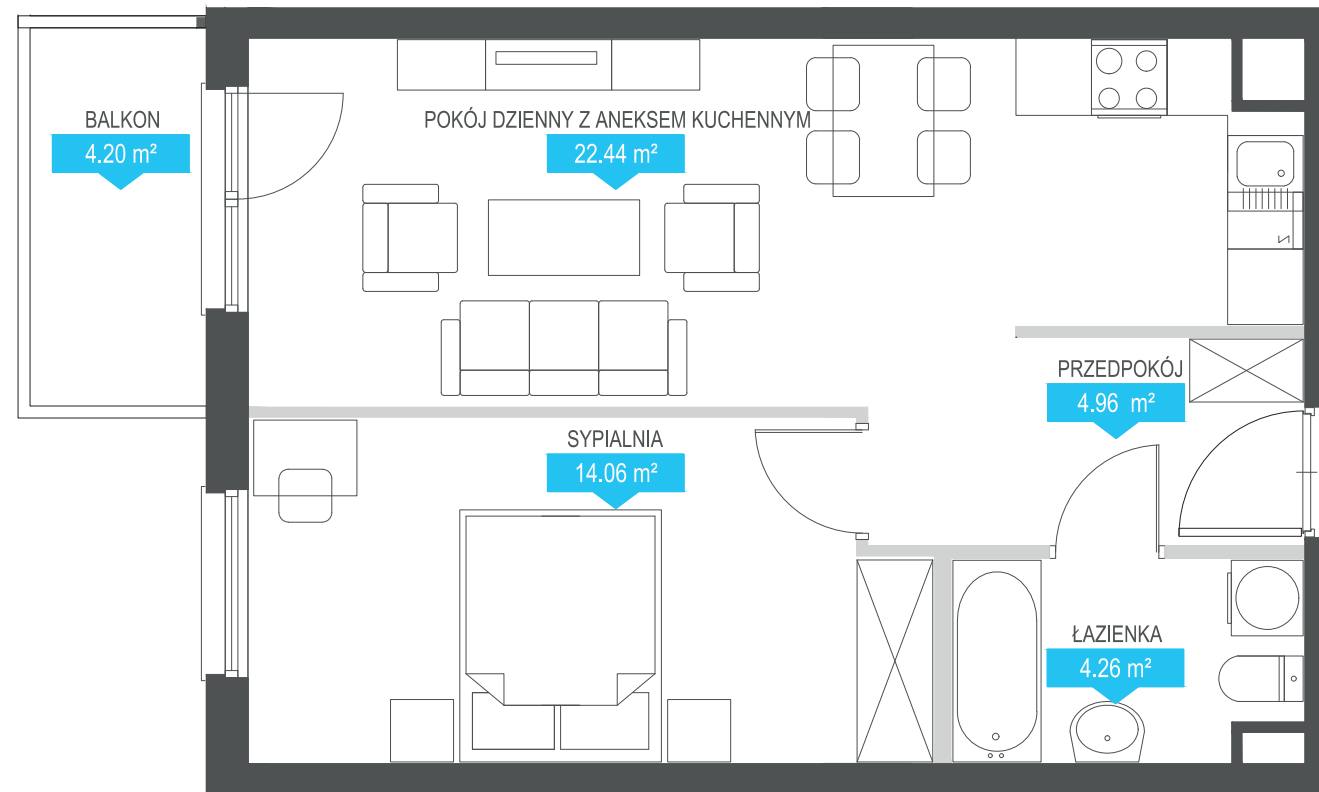 BALKON
4.20 m²
POKÓJ DZIENNY Z ANEKSEM KUCHENNYM
22.44 m²
PRZEDPOKÓJ
4.96 m²
SYPIALNIA
14.06 m²
ŁAZIENKA
4.26 m²